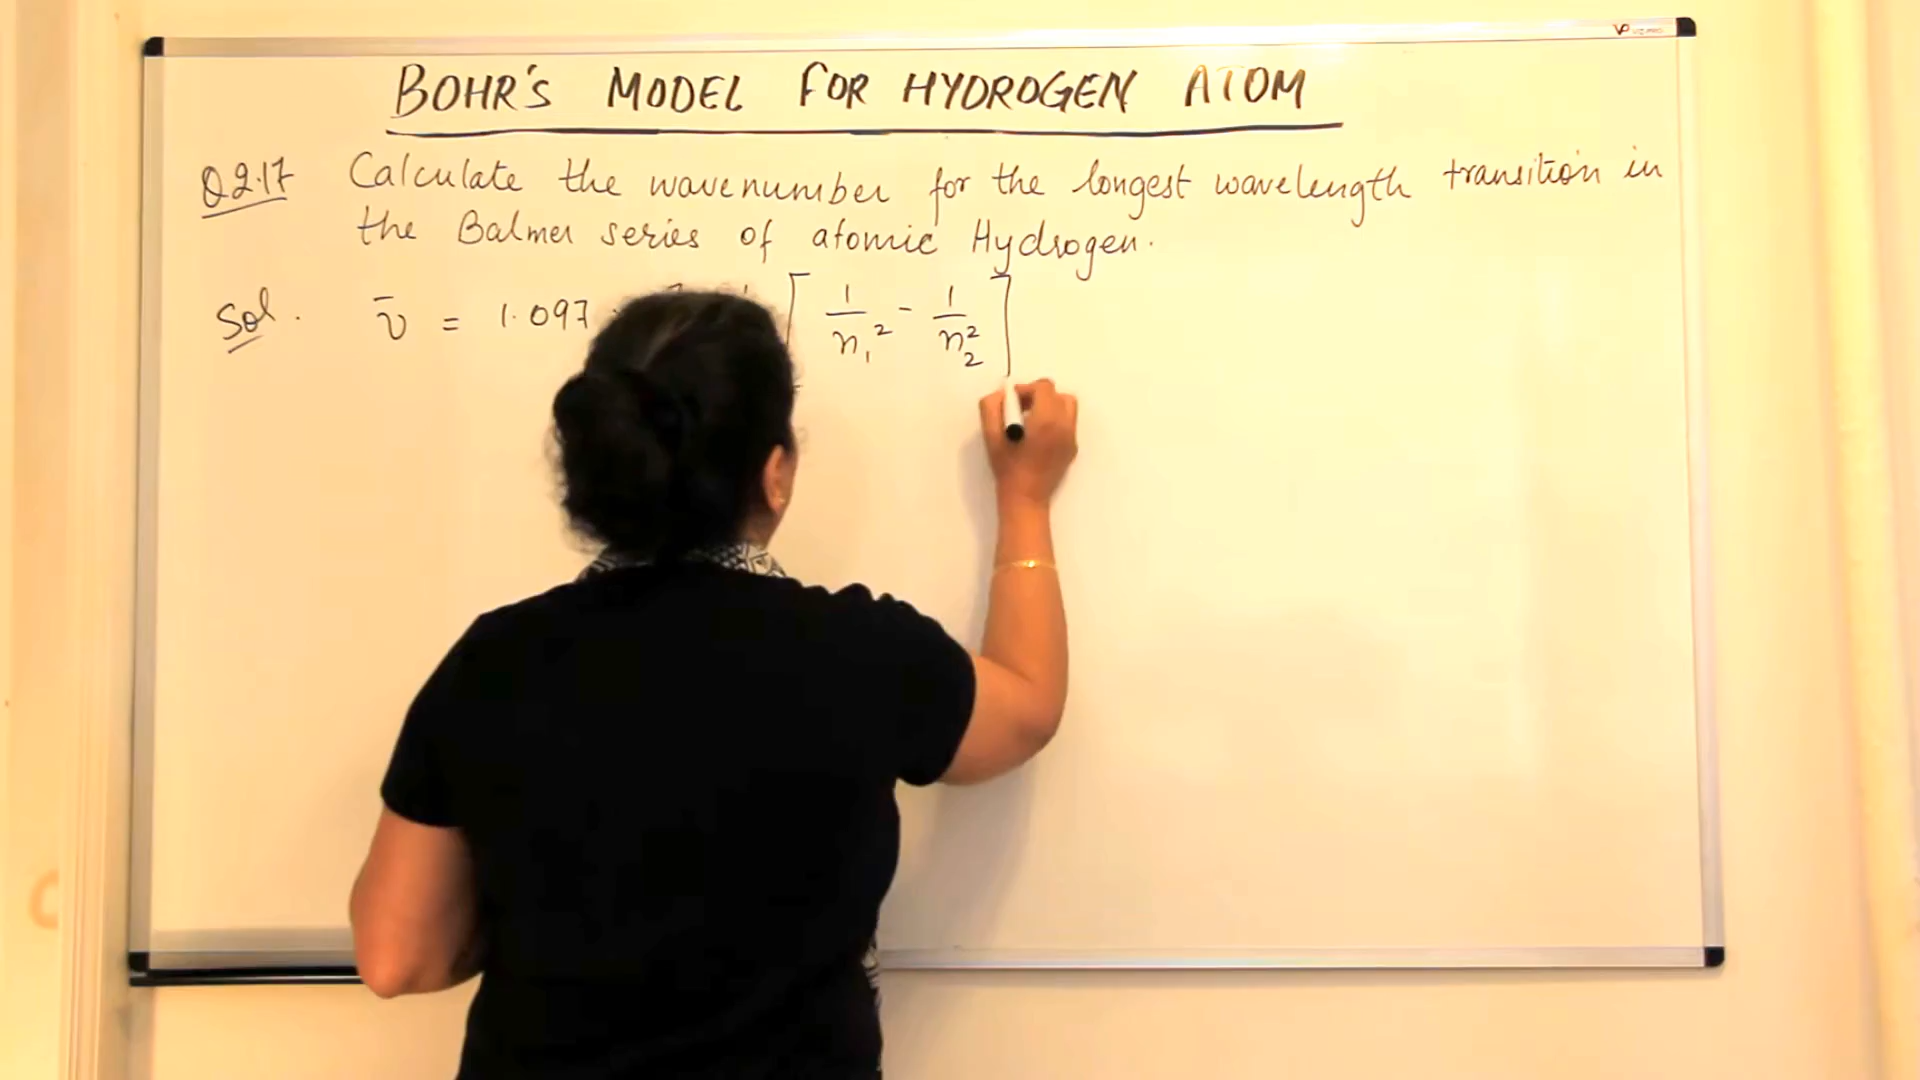 BOHR'S MODEL FOR HYDROGEN ATOM
Q2.17 Calculate the wavenumber for the longest wavelength transition in
the Balmer series of atomic Hydrogen.
Sol. ν̅ = 1.097 [ 1/n₁² - 1/n₂² ]